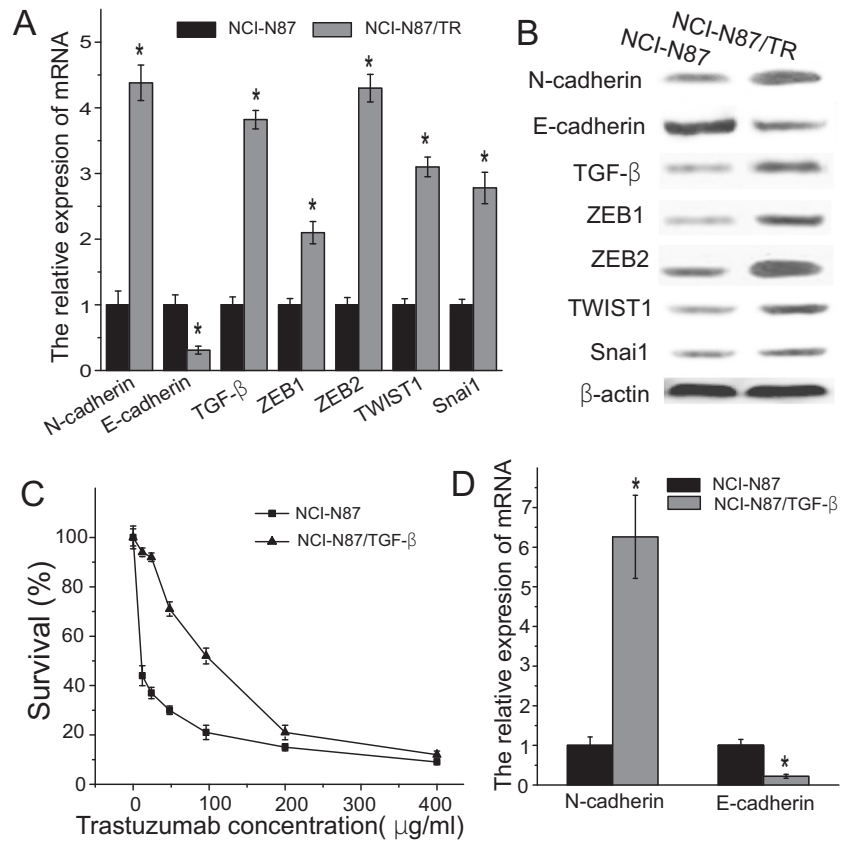 A
NCI-N87
NCI-N87/TR
The relative expresion of mRNA
5
4
3
2
1
0
*
*
*
*
*
*
*
N-cadherin
E-cadherin
TGF-β
ZEB1
ZEB2
TWIST1
Snai1
B
NCI-N87
NCI-N87/TR
N-cadherin
E-cadherin
TGF-β
ZEB1
ZEB2
TWIST1
Snai1
β-actin
C
NCI-N87
NCI-N87/TGF-β
Survival (%)
100
80
60
40
20
0
0
100
200
300
400
Trastuzumab concentration( μg/ml)
D
NCI-N87
NCI-N87/TGF-β
The relative expresion of mRNA
7
6
5
4
3
2
1
0
*
*
N-cadherin
E-cadherin